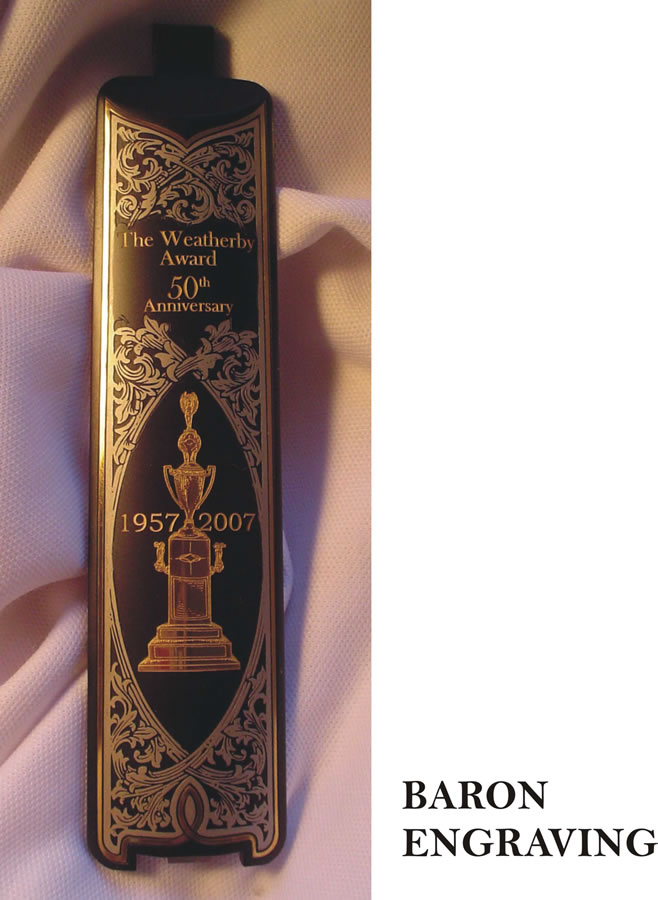 The Weatherby
Award
50th
Anniversary
1957 2007
BARON
ENGRAVING